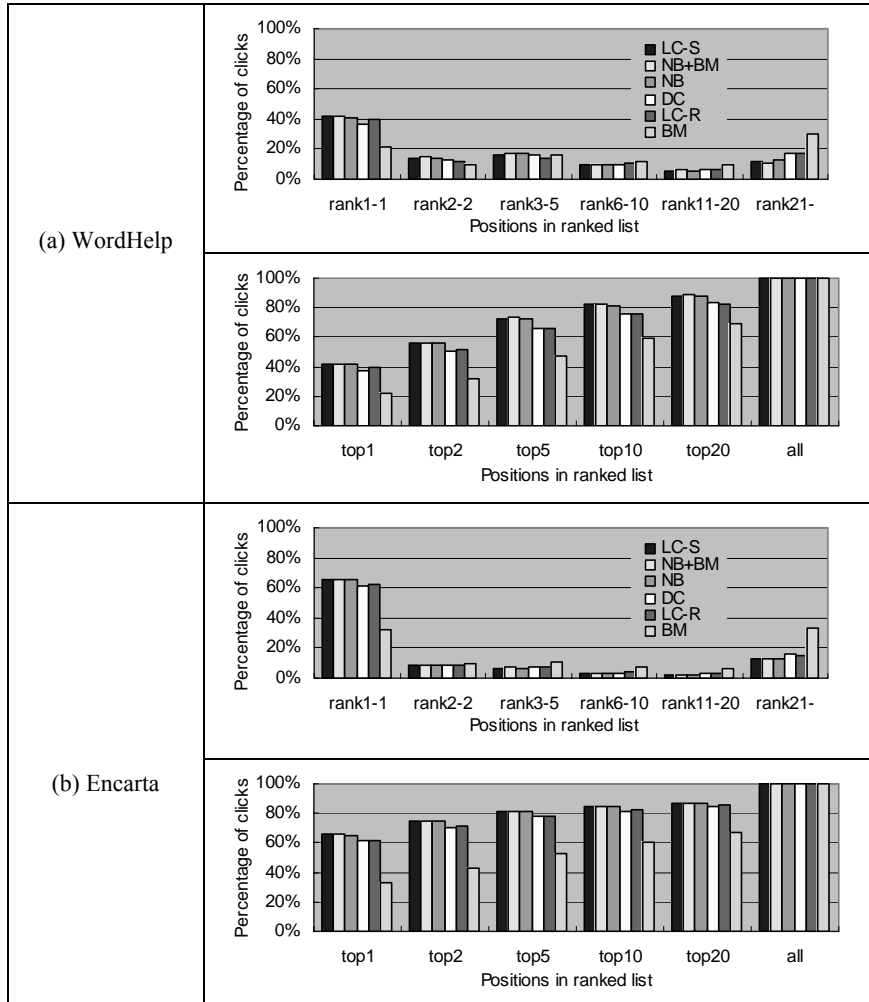 (a) WordHelp
Percentage of clicks
100%
80%
60%
40%
20%
0%
LC-S
NB+BM
NB
DC
LC-R
BM
rank1-1 rank2-2 rank3-5 rank6-10 rank11-20 rank21-
Positions in ranked list
Percentage of clicks
100%
80%
60%
40%
20%
0%
top1 top2 top5 top10 top20 all
Positions in ranked list
(b) Encarta
Percentage of clicks
100%
80%
60%
40%
20%
0%
LC-S
NB+BM
NB
DC
LC-R
BM
rank1-1 rank2-2 rank3-5 rank6-10 rank11-20 rank21-
Positions in ranked list
Percentage of clicks
100%
80%
60%
40%
20%
0%
top1 top2 top5 top10 top20 all
Positions in ranked list